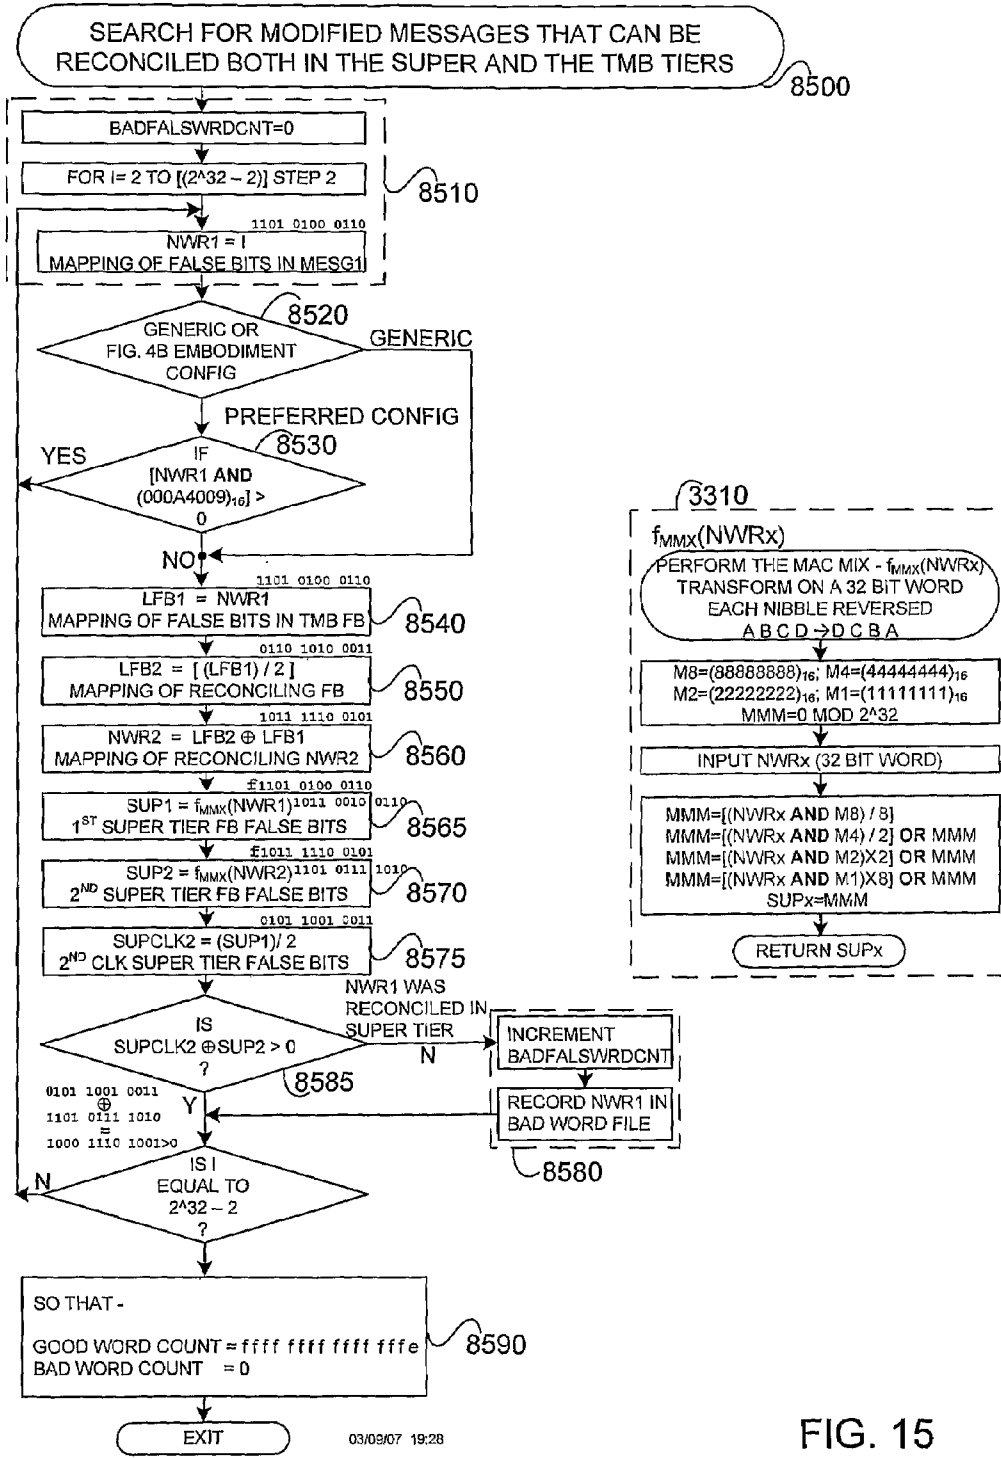 SEARCH FOR MODIFIED MESSAGES THAT CAN BE
RECONCILED BOTH IN THE SUPER AND THE TMB TIERS
8500
BADFALSWRDCNT=0
FOR I= 2 TO [(2^32 – 2)] STEP 2
8510
1101 0100 0110
NWR1 = I
MAPPING OF FALSE BITS IN MESG1
8520
GENERIC OR
FIG. 4B EMBODIMENT
CONFIG
GENERIC
PREFERRED CONFIG
8530
YES
IF
[NWR1 AND
(000A4009)₁₆] >
0
NO
1101 0100 0110
LFB1 = NWR1
MAPPING OF FALSE BITS IN TMB FB
8540
0110 1010 0011
LFB2 = [ (LFB1) / 2 ]
MAPPING OF RECONCILING FB
8550
1011 1110 0101
NWR2 = LFB2 ⊕ LFB1
MAPPING OF RECONCILING NWR2
8560
f1101 0100 0110
SUP1 = fMMX(NWR1)1011 0010 0110
1ST SUPER TIER FB FALSE BITS
8565
f1011 1110 0101
SUP2 = fMMX(NWR2)1101 0111 1010
2ND SUPER TIER FB FALSE BITS
8570
0101 1001 0011
SUPCLK2 = (SUP1)/ 2
2ND CLK SUPER TIER FALSE BITS
8575
NWR1 WAS
RECONCILED IN
SUPER TIER
IS
SUPCLK2 ⊕ SUP2 > 0
?
N
8585
Y
INCREMENT
BADFALSWRDCNT
RECORD NWR1 IN
BAD WORD FILE
8580
0101 1001 0011
⊕
1101 0111 1010
=
1000 1110 1001>0
N
IS I
EQUAL TO
2^32 – 2
?
SO THAT -
GOOD WORD COUNT = ffff ffff ffff fffe
BAD WORD COUNT = 0
8590
EXIT
03/09/07 19:28
3310
fMMX(NWRx)
PERFORM THE MAC MIX - fMMX(NWRx)
TRANSFORM ON A 32 BIT WORD
EACH NIBBLE REVERSED
A B C D → D C B A
M8=(88888888)₁₆; M4=(44444444)₁₆
M2=(22222222)₁₆; M1=(11111111)₁₆
MMM=0 MOD 2^32
INPUT NWRx (32 BIT WORD)
MMM=[(NWRx AND M8) / 8]
MMM=[(NWRx AND M4) / 2] OR MMM
MMM=[(NWRx AND M2)X2] OR MMM
MMM=[(NWRx AND M1)X8] OR MMM
SUPx=MMM
RETURN SUPx
FIG. 15